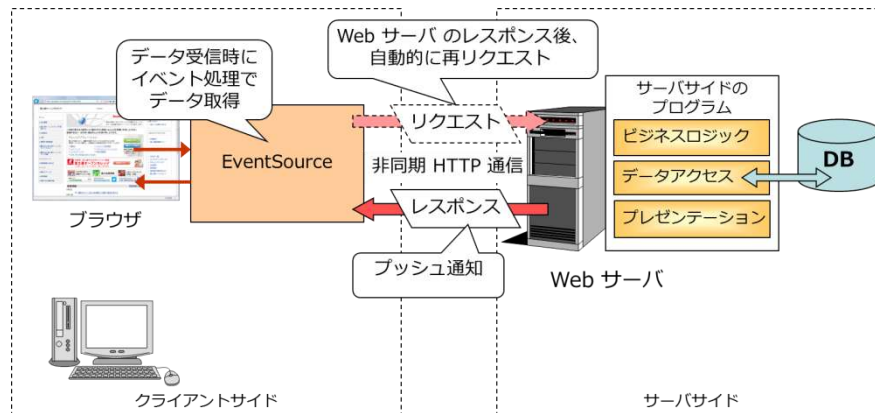 Web サーバ のレスポンス後、
自動的に再リクエスト
データ受信時に
イベント処理で
データ取得
サーバサイドの
プログラム
リクエスト
ビジネスロジック
EventSource
非同期 HTTP 通信
データアクセス
DB
レスポンス
プレゼンテーション
ブラウザ
プッシュ通知
Web サーバ
クライアントサイド
サーバサイド